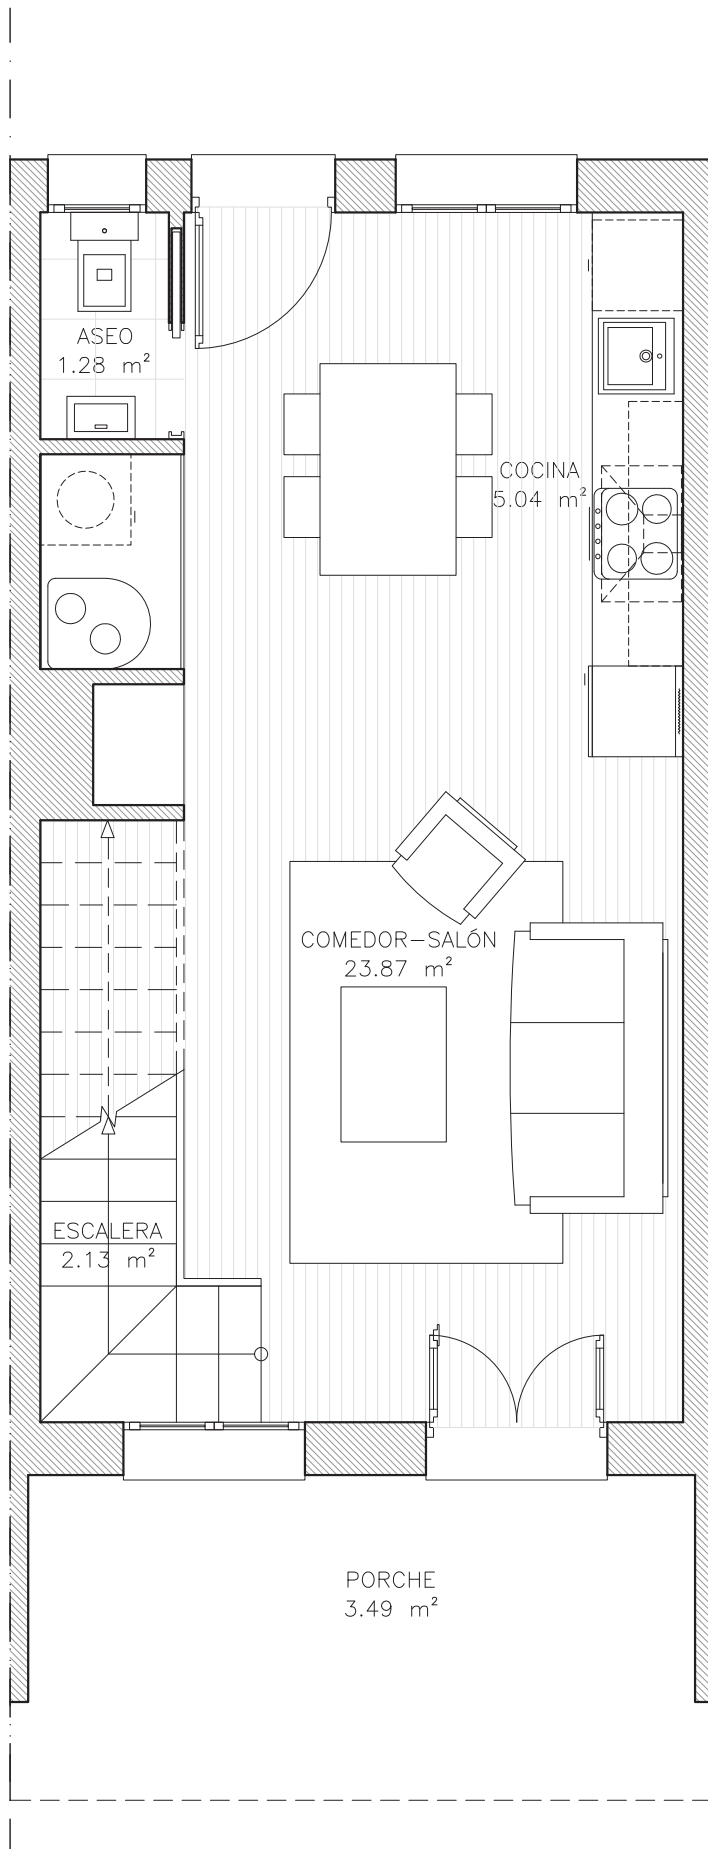 ASEO
1.28 m²
COCINA
5.04 m²
COMEDOR-SALÓN
23.87 m²
ESCALERA
2.13 m²
PORCHE
3.49 m²